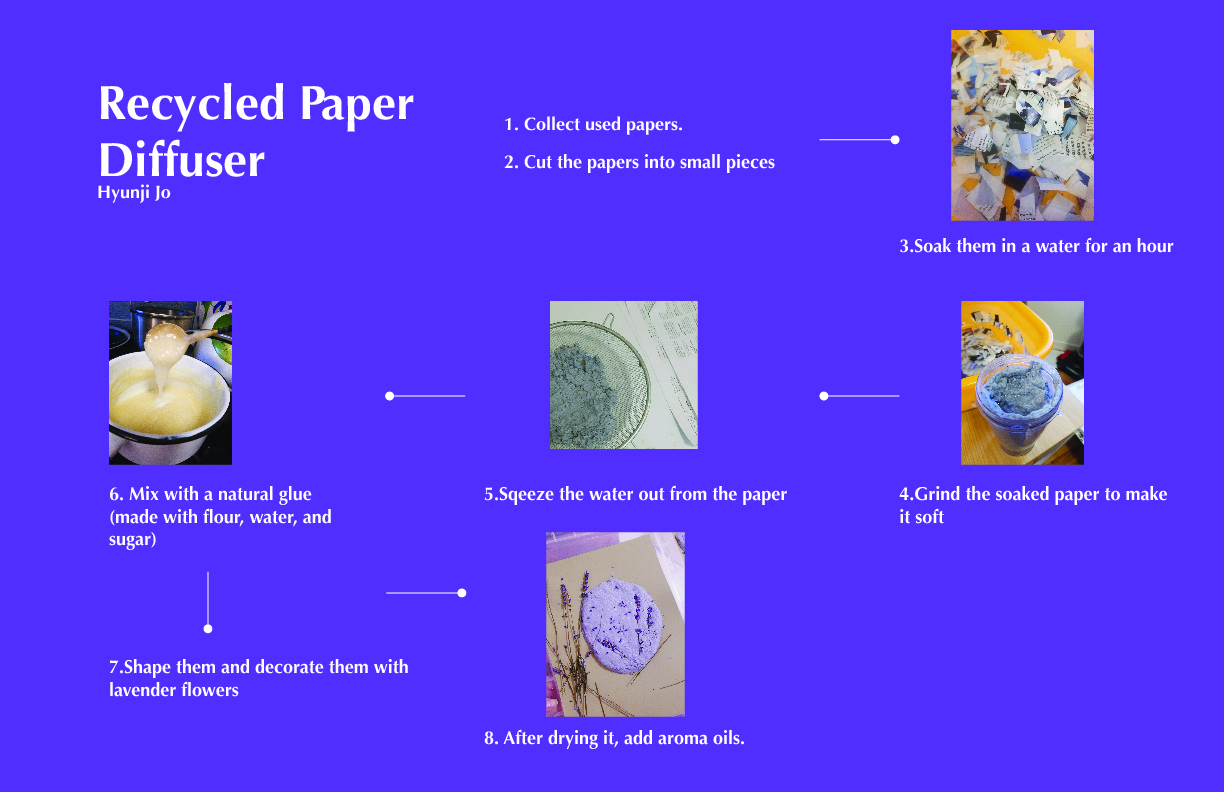 Recycled Paper
Diffuser
Hyunji Jo
1. Collect used papers.
2. Cut the papers into small pieces
3.Soak them in a water for an hour
4.Grind the soaked paper to make
it soft
5.Sqeeze the water out from the paper
6. Mix with a natural glue
(made with flour, water, and
sugar)
7.Shape them and decorate them with
lavender flowers
8. After drying it, add aroma oils.